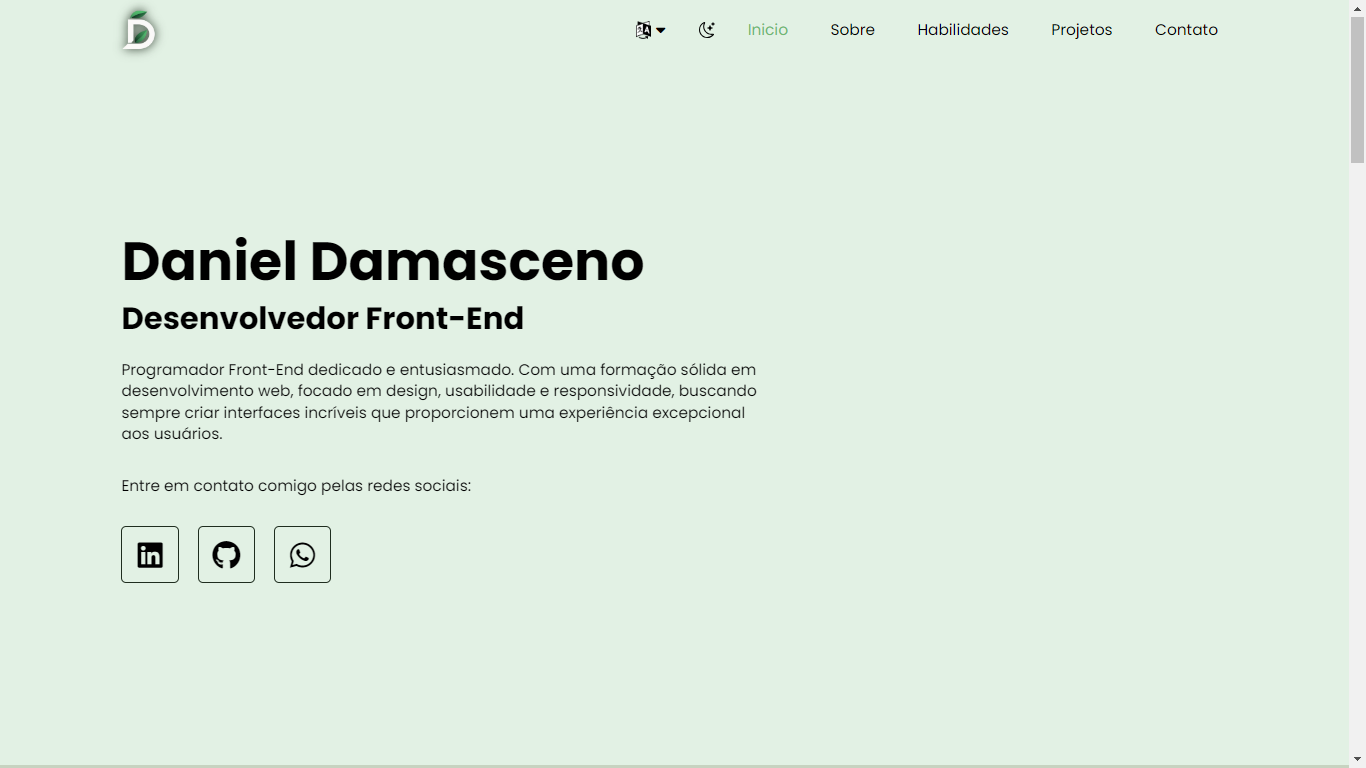 D
Inicio Sobre Habilidades Projetos Contato
Daniel Damasceno
Desenvolvedor Front-End
Programador Front-End dedicado e entusiasmado. Com uma formação sólida em
desenvolvimento web, focado em design, usabilidade e responsividade, buscando
sempre criar interfaces incríveis que proporcionem uma experiência excepcional
aos usuários.
Entre em contato comigo pelas redes sociais:
in